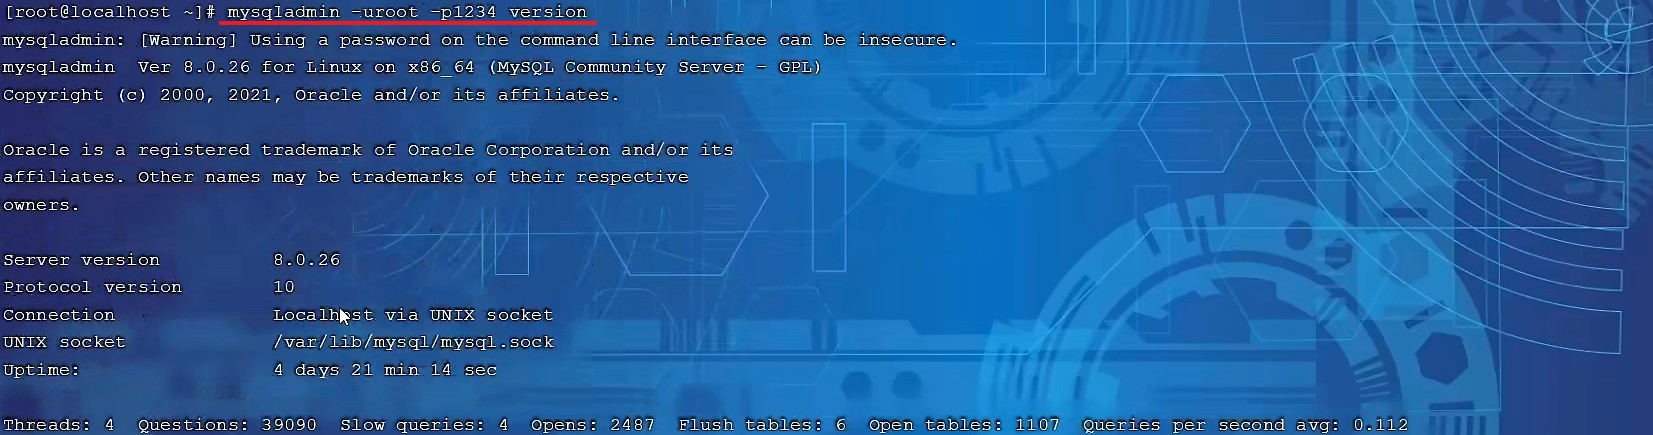 [root@localhost ~]# mysqladmin -uroot -p1234 version
mysqladmin: [Warning] Using a password on the command line interface can be insecure.
mysqladmin  Ver 8.0.26 for Linux on x86_64 (MySQL Community Server - GPL)
Copyright (c) 2000, 2021, Oracle and/or its affiliates.

Oracle is a registered trademark of Oracle Corporation and/or its
affiliates. Other names may be trademarks of their respective
owners.

Server version          8.0.26
Protocol version        10
Connection              Localhost via UNIX socket
UNIX socket             /var/lib/mysql/mysql.sock
Uptime:                 4 days 21 min 14 sec

Threads: 4  Questions: 39090  Slow queries: 4  Opens: 2487  Flush tables: 6  Open tables: 1107  Queries per second avg: 0.112